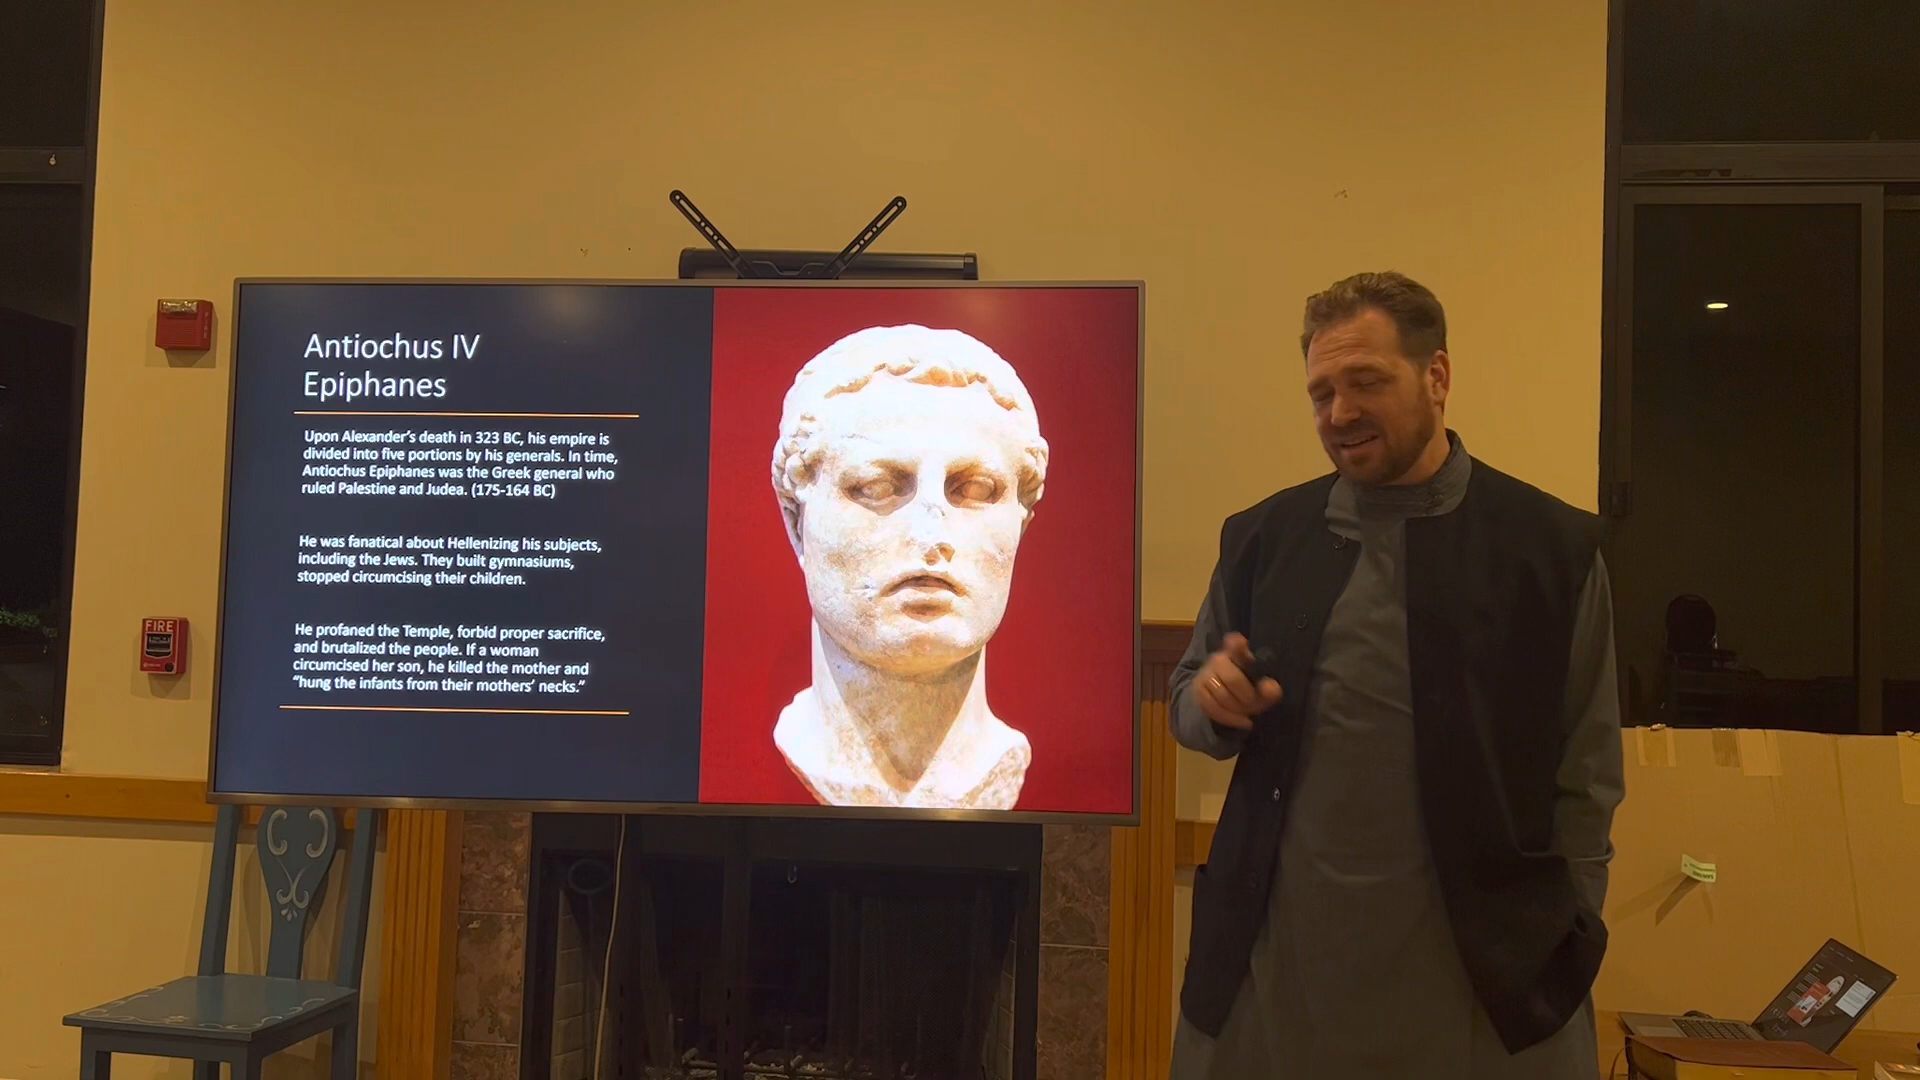 Antiochus IV
Epiphanes
Upon Alexander's death in 323 BC, his empire is
divided into five portions by his generals. In time,
Antiochus Epiphanes was the Greek general who
ruled Palestine and Judea. (175-164 BC)
He was fanatical about Hellenizing his subjects,
including the Jews. They built gymnasiums,
stopped circumcising their children.
He profaned the Temple, forbid proper sacrifice,
and brutalized the people. If a woman
circumcised her son, he killed the mother and
“hung the infants from their mothers’ necks.”
FIRE